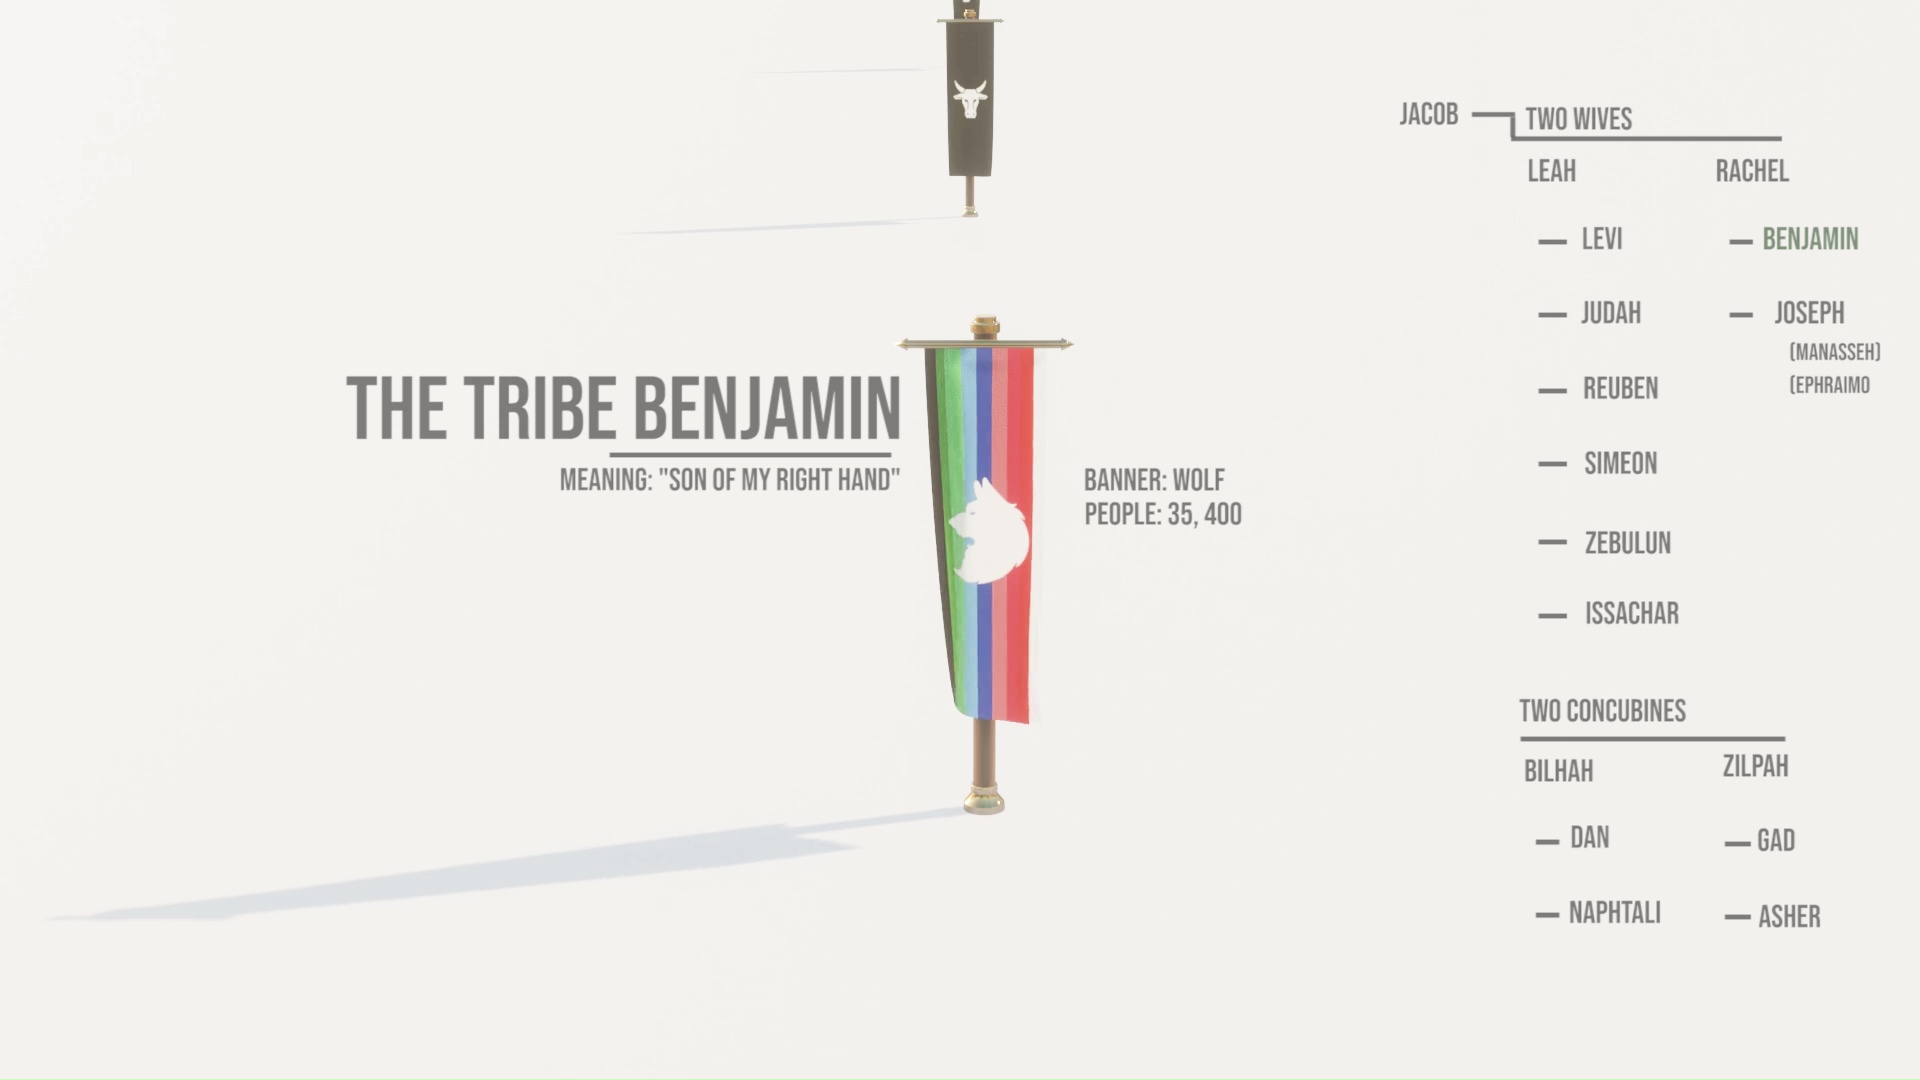 THE TRIBE BENJAMIN
MEANING: "SON OF MY RIGHT HAND"
BANNER: WOLF
PEOPLE: 35, 400
JACOB
TWO WIVES
LEAH
RACHEL
— LEVI
— BENJAMIN
— JUDAH
— JOSEPH
(MANASSEH)
(EPHRAIMO
— REUBEN
— SIMEON
— ZEBULUN
— ISSACHAR
TWO CONCUBINES
BILHAH
ZILPAH
— DAN
— GAD
— NAPHTALI
— ASHER